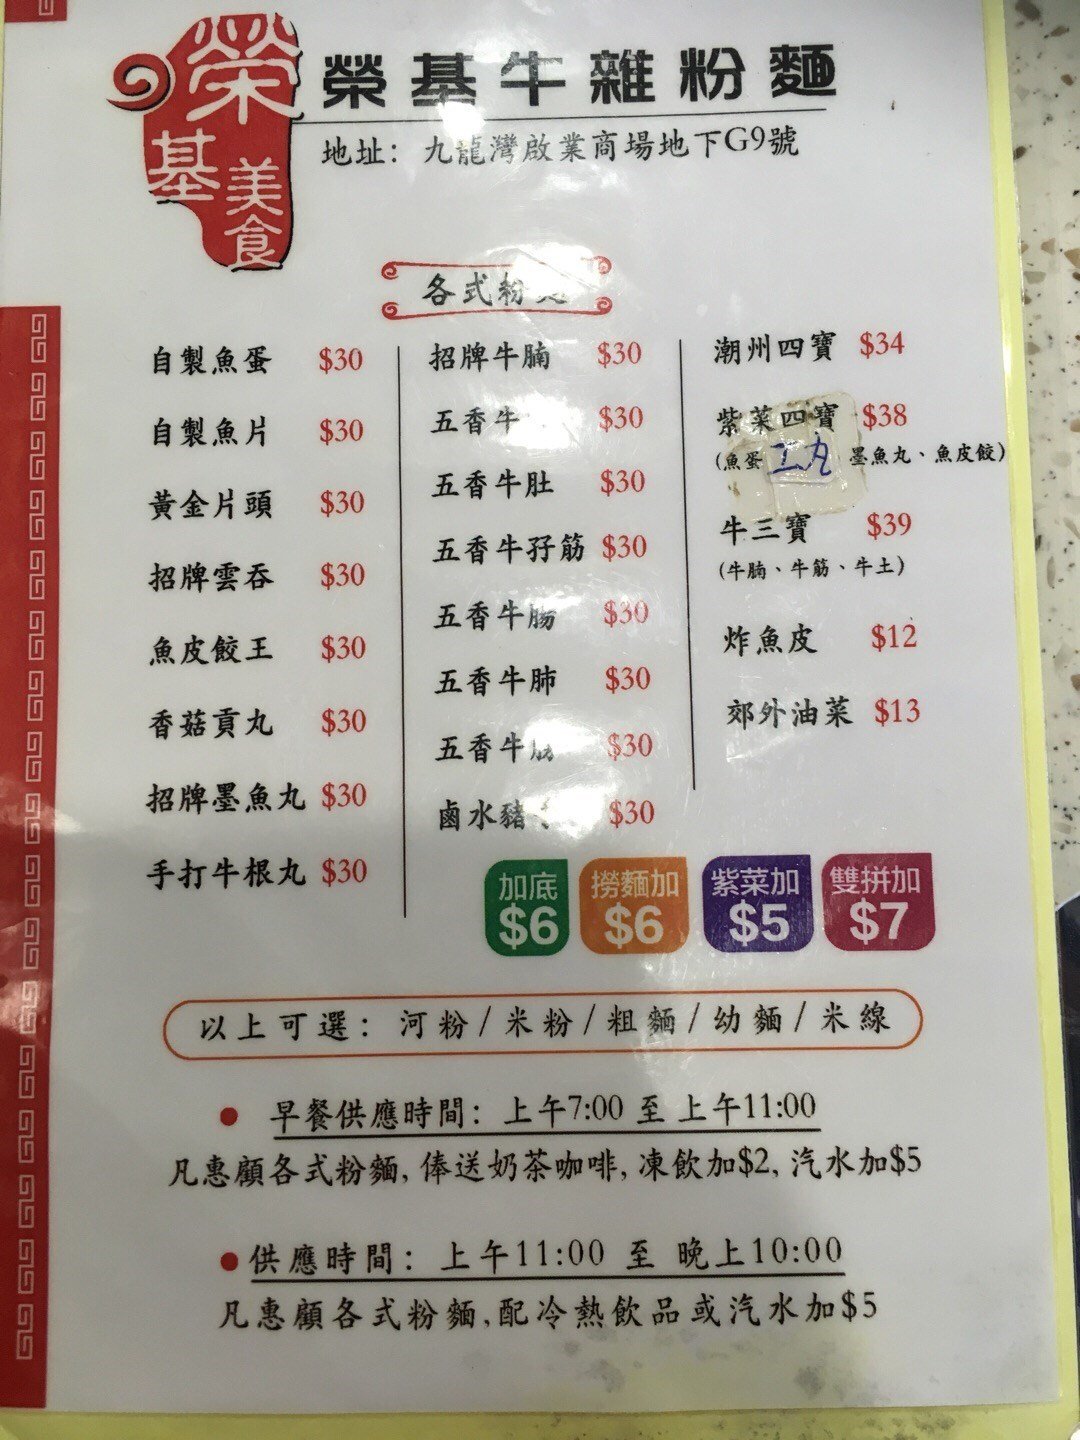 榮基美食
榮基牛雜粉麵
地址：九龍灣啟業商場地下G9號
各式粉
自製魚蛋 $30
自製魚片 $30
黃金片頭 $30
招牌雲吞 $30
魚皮餃王 $30
香菇貢丸 $30
招牌墨魚丸 $30
手打牛根丸 $30
招牌牛腩 $30
五香牛 $30
五香牛肚 $30
五香牛孖筋 $30
五香牛腸 $30
五香牛肺 $30
五香牛 $30
鹵水豬 $30
潮州四寶 $34
紫菜四寶 $38
(魚蛋 丸 墨魚丸、魚皮餃)
牛三寶 $39
(牛腩、牛筋、牛土)
炸魚皮 $12
郊外油菜 $13
加底 $6
撈麵加 $6
紫菜加 $5
雙拼加 $7
以上可選：河粉/米粉/粗麵/幼麵/米線
● 早餐供應時間：上午7:00 至 上午11:00
凡惠顧各式粉麵, 俸送奶茶咖啡, 凍飲加$2, 汽水加$5
● 供應時間：上午11:00 至 晚上10:00
凡惠顧各式粉麵,配冷熱飲品或汽水加$5